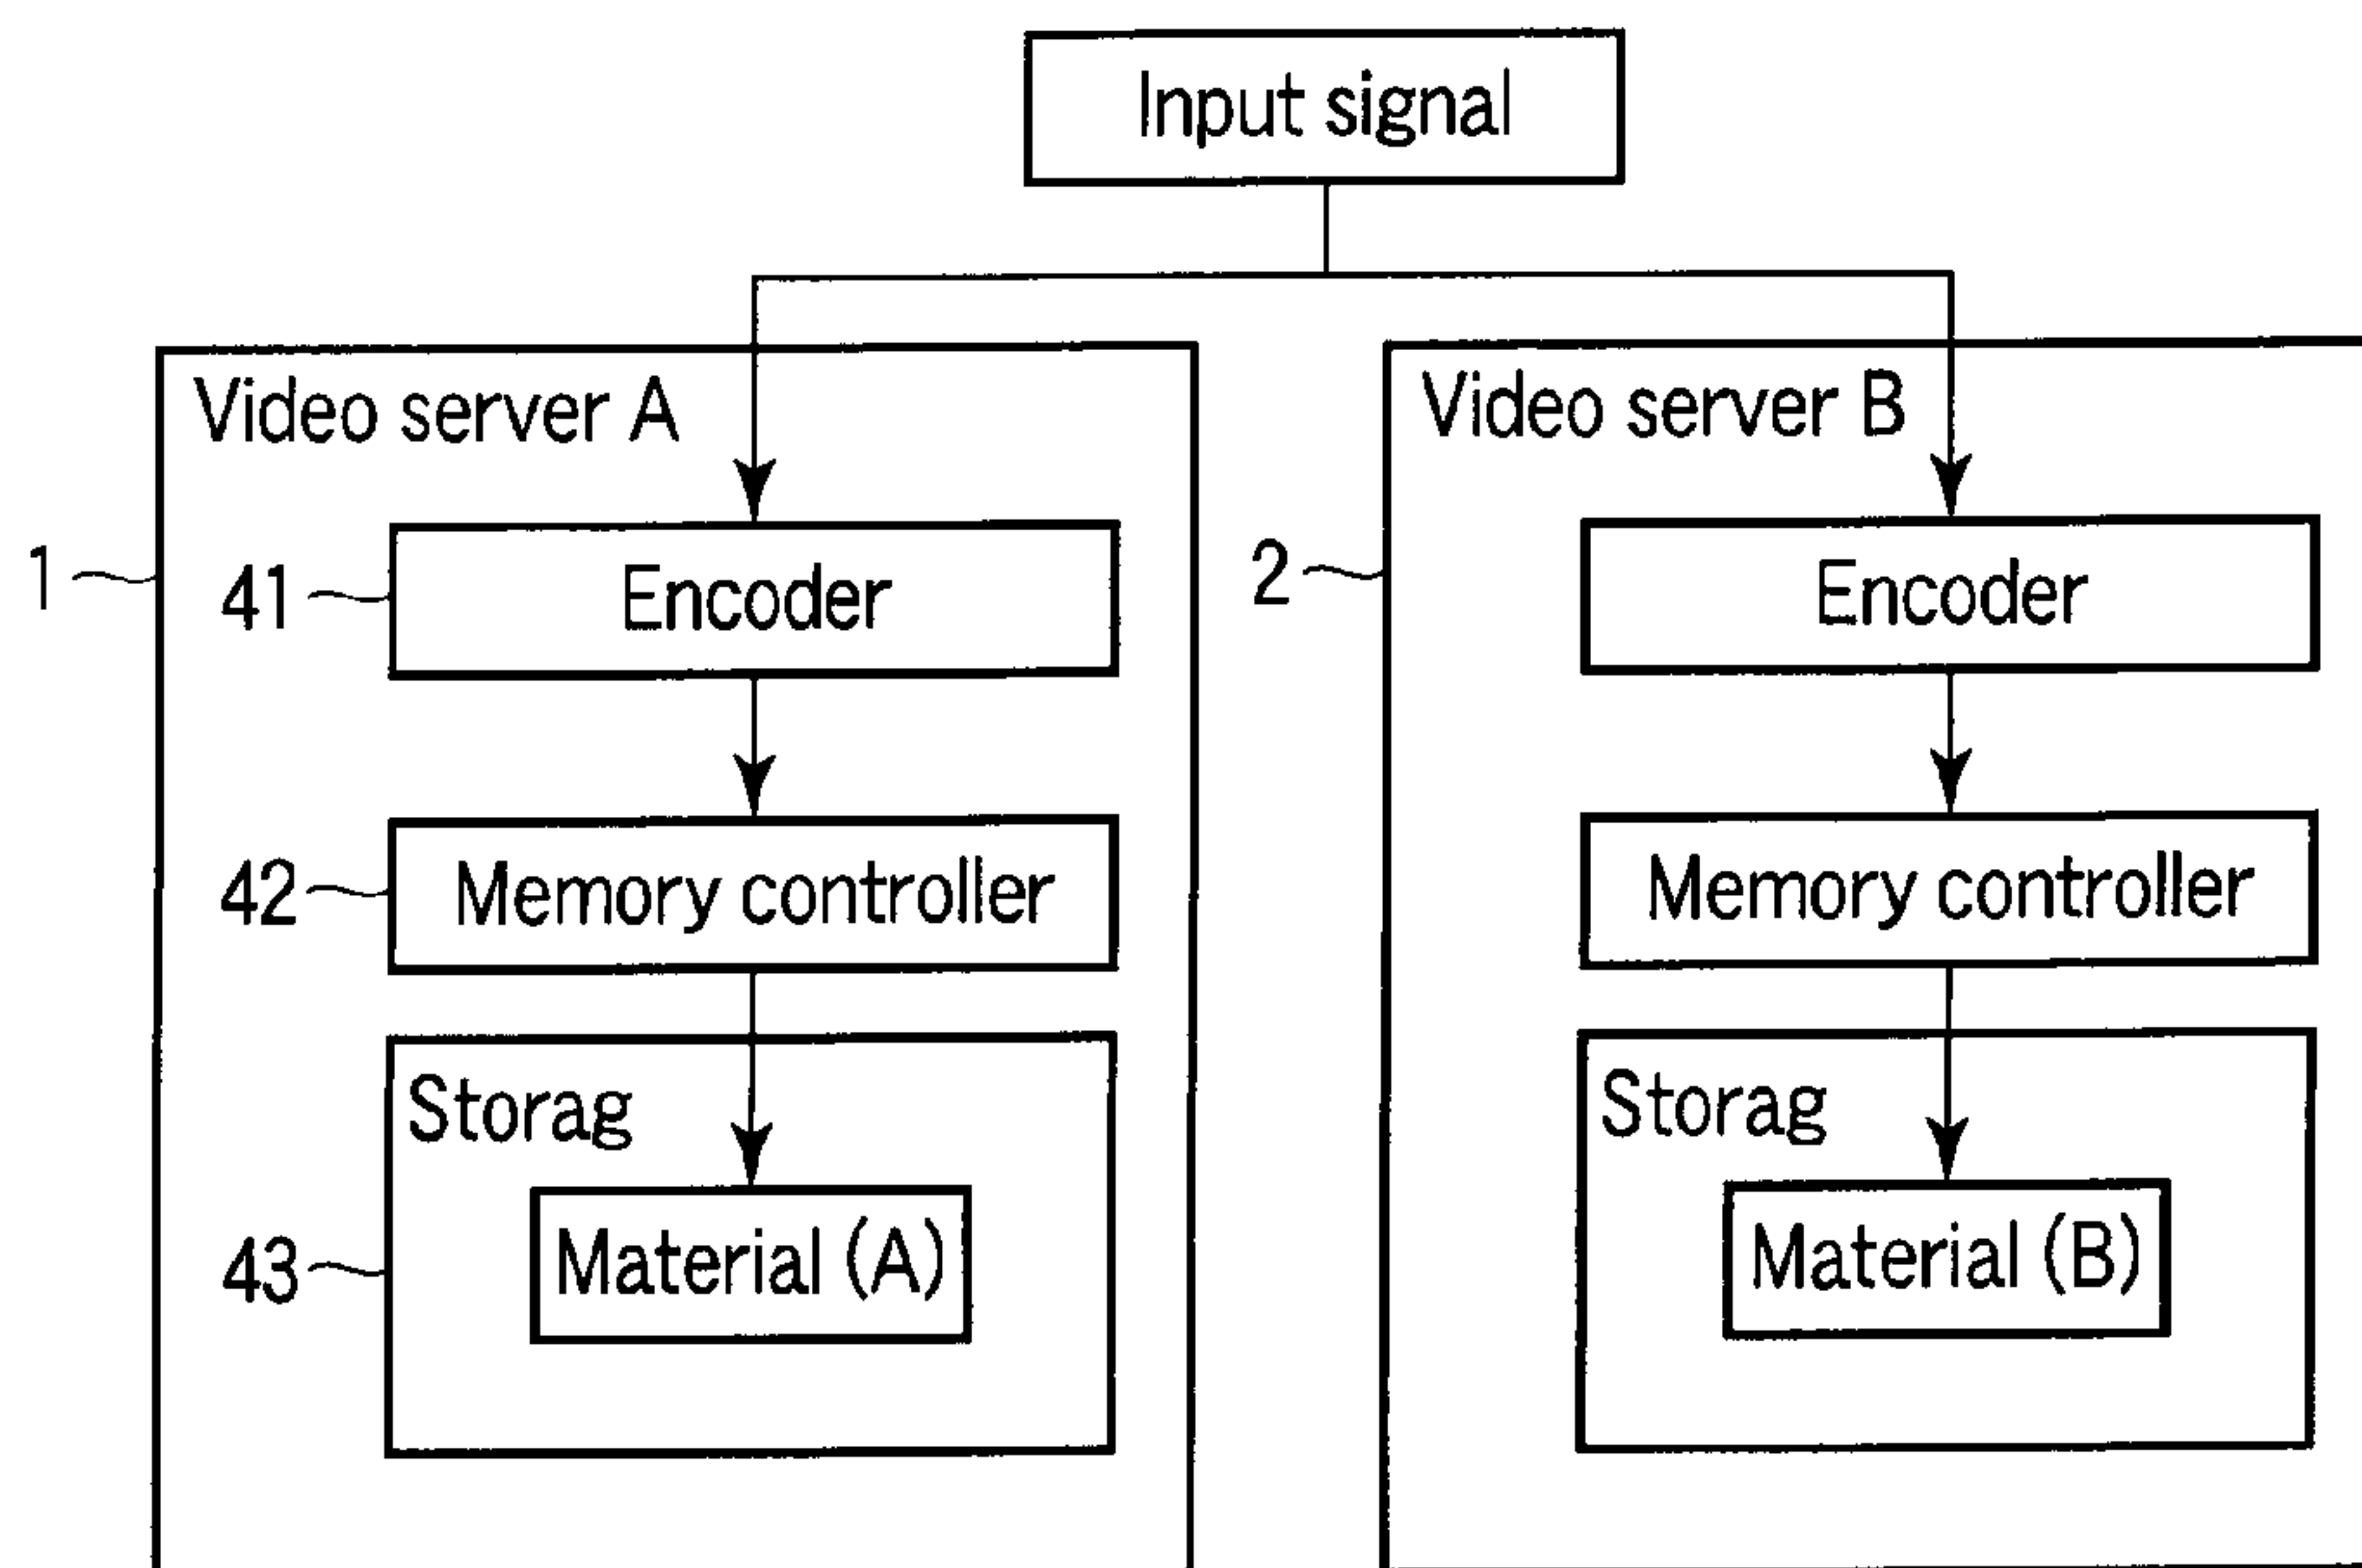 Input signal
Video server A
1
41
Encoder
42
Memory controller
Storag
43
Material (A)
Video server B
2
Encoder
Memory controller
Storag
Material (B)